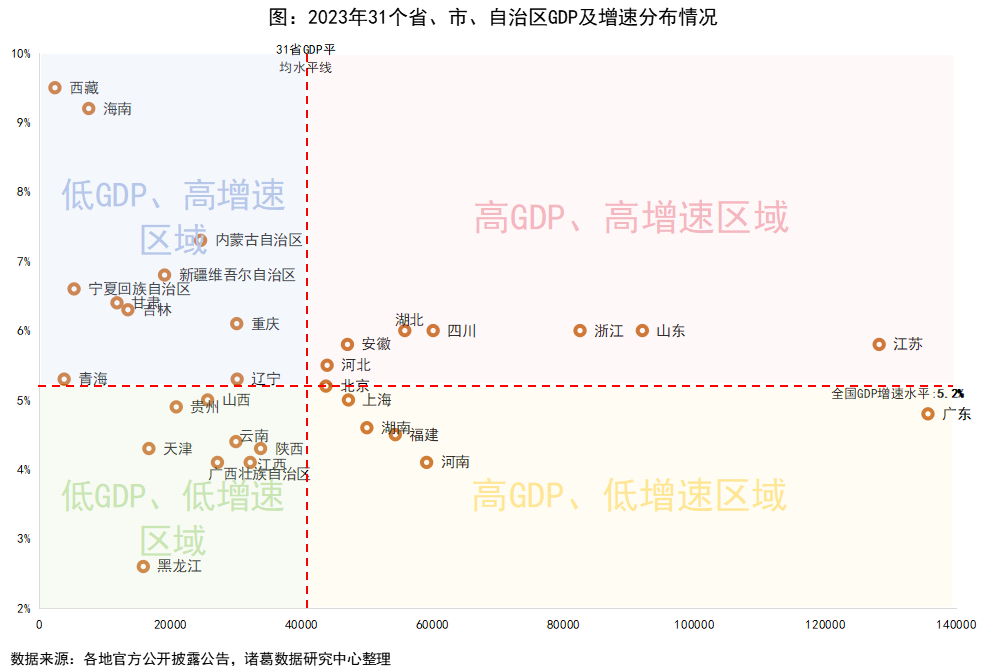 图：2023年31个省、市、自治区GDP及增速分布情况
31省GDP平
均水平线
10%
西藏
海南
9%
8%
低GDP、高增速
区域
高GDP、高增速区域
内蒙古自治区
7%
新疆维吾尔自治区
宁夏回族自治区
甘肃
吉林
重庆
湖北
四川
浙江
山东
6%
安徽
江苏
河北
青海
辽宁
北京
全国GDP增速水平:5.2%
5%
山西
上海
贵州
广东
湖南
福建
云南
天津
陕西
江西
河南
4%
广西壮族自治区
低GDP、低增速
区域
高GDP、低增速区域
3%
黑龙江
2%
0 20000 40000 60000 80000 100000 120000 140000
数据来源：各地官方公开披露公告，诸葛数据研究中心整理